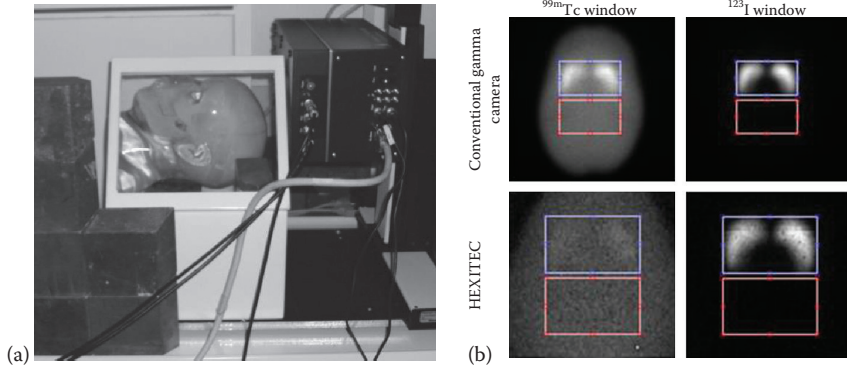 (a)
(b)
⁹⁹ᵐTc window
¹²³I window
Conventional gamma
camera
HEXITEC